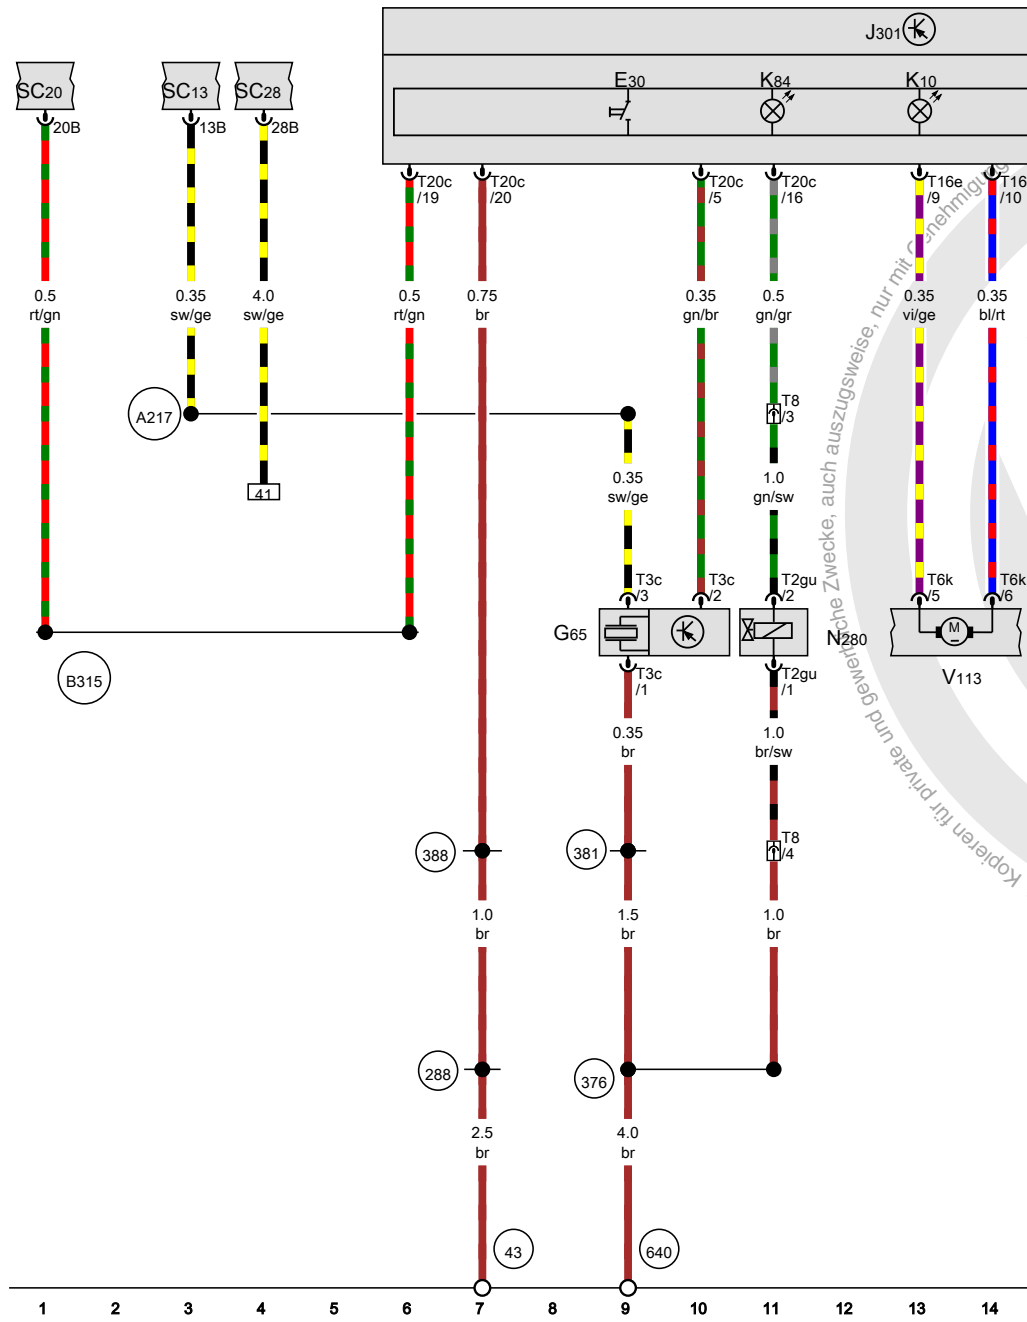 J301
SC20
SC13
SC28
E30
K84
K10
20B
13B
28B
T20c
/19
T20c
/20
T20c
/5
T20c
/16
T16e
/9
T16
/10
0.5
rt/gn
0.35
sw/ge
4.0
sw/ge
0.5
rt/gn
0.75
br
0.35
gn/br
0.5
gn/gr
0.35
vi/ge
0.35
bl/rt
A217
T8
/3
41
0.35
sw/ge
1.0
gn/sw
T3c
/3
T3c
/2
T2gu
/2
T6k
/5
T6k
/6
G65
N280
M
V113
B315
T3c
/1
T2gu
/1
0.35
br
1.0
br/sw
388
381
T8
/4
1.0
br
1.5
br
1.0
br
288
376
2.5
br
4.0
br
43
640
1 2 3 4 5 6 7 8 9 10 11 12 13 14
Kopieren für private und gewerbliche Zwecke, auch auszugsweise, nur mit Genehmigung